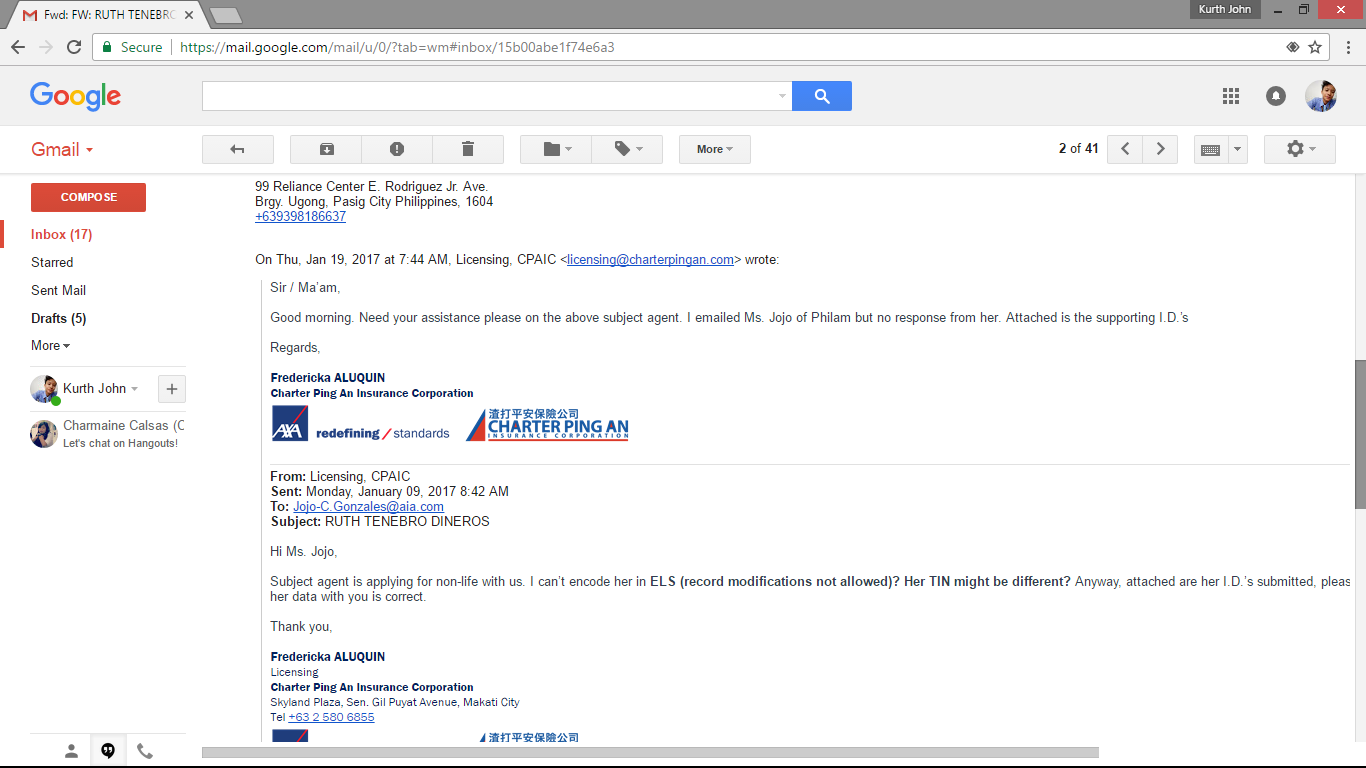 Fwd: FW: RUTH TENEBRO
Kurth John
Secure https://mail.google.com/mail/u/0/?tab=wm#inbox/15b00abe1f74e6a3
Google
Gmail
More
2 of 41
COMPOSE
Inbox (17)
Starred
Sent Mail
Drafts (5)
More
Kurth John
Charmaine Calsas (C
Let's chat on Hangouts!
99 Reliance Center E. Rodriguez Jr. Ave.
Brgy. Ugong, Pasig City Philippines, 1604
+639398186637
On Thu, Jan 19, 2017 at 7:44 AM, Licensing, CPAIC <licensing@charterpingan.com> wrote:
Sir / Ma’am,
Good morning. Need your assistance please on the above subject agent. I emailed Ms. Jojo of Philam but no response from her. Attached is the supporting I.D.’s
Regards,
Fredericka ALUQUIN
Charter Ping An Insurance Corporation
AXA redefining / standards
渣打平安保險公司
CHARTER PING AN
INSURANCE CORPORATION
From: Licensing, CPAIC
Sent: Monday, January 09, 2017 8:42 AM
To: Jojo-C.Gonzales@aia.com
Subject: RUTH TENEBRO DINEROS
Hi Ms. Jojo,
Subject agent is applying for non-life with us. I can’t encode her in ELS (record modifications not allowed)? Her TIN might be different? Anyway, attached are her I.D.’s submitted, pleas
her data with you is correct.
Thank you,
Fredericka ALUQUIN
Licensing
Charter Ping An Insurance Corporation
Skyland Plaza, Sen. Gil Puyat Avenue, Makati City
Tel +63 2 580 6855
渣打平安保險公司